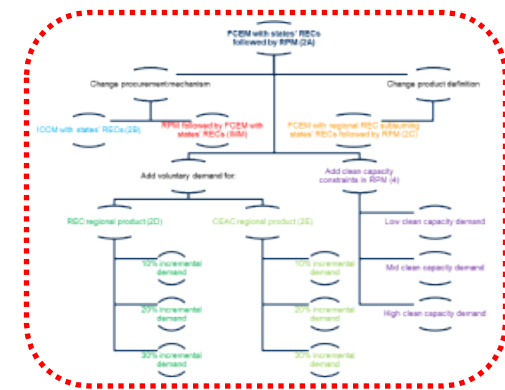 FCEM with states' RECs
followed by RPM (2A)
Change procurement/mechanism
Change product definition
ICCM with states' RECs (2B)
RPM followed by FCEM with
states' RECs (IMM)
FCEM with regional REC subsuming
states' RECs followed by RPM (2C)
Add voluntary demand for:
Add clean capacity
constraints in RPM (4)
REC regional product (2D)
CEAC regional product (2E)
Low clean capacity demand
10% incremental
demand
10% incremental
demand
Mid clean capacity demand
20% incremental
demand
20% incremental
demand
High clean capacity demand
30% incremental
demand
30% incremental
demand